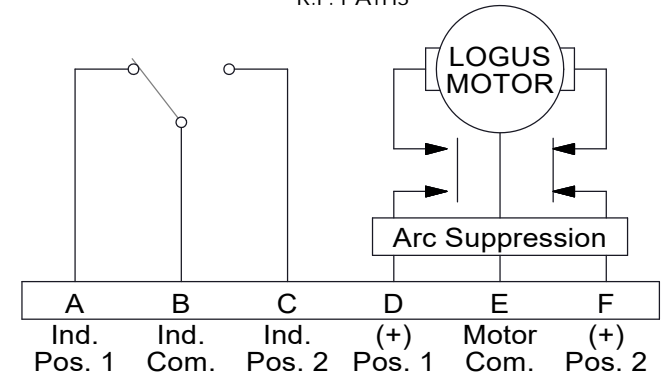 LOGUS
MOTOR
Arc Suppression
A B C D E F
Ind. Ind. Ind. (+) Motor (+)
Pos. 1 Com. Pos. 2 Pos. 1 Com. Pos. 2